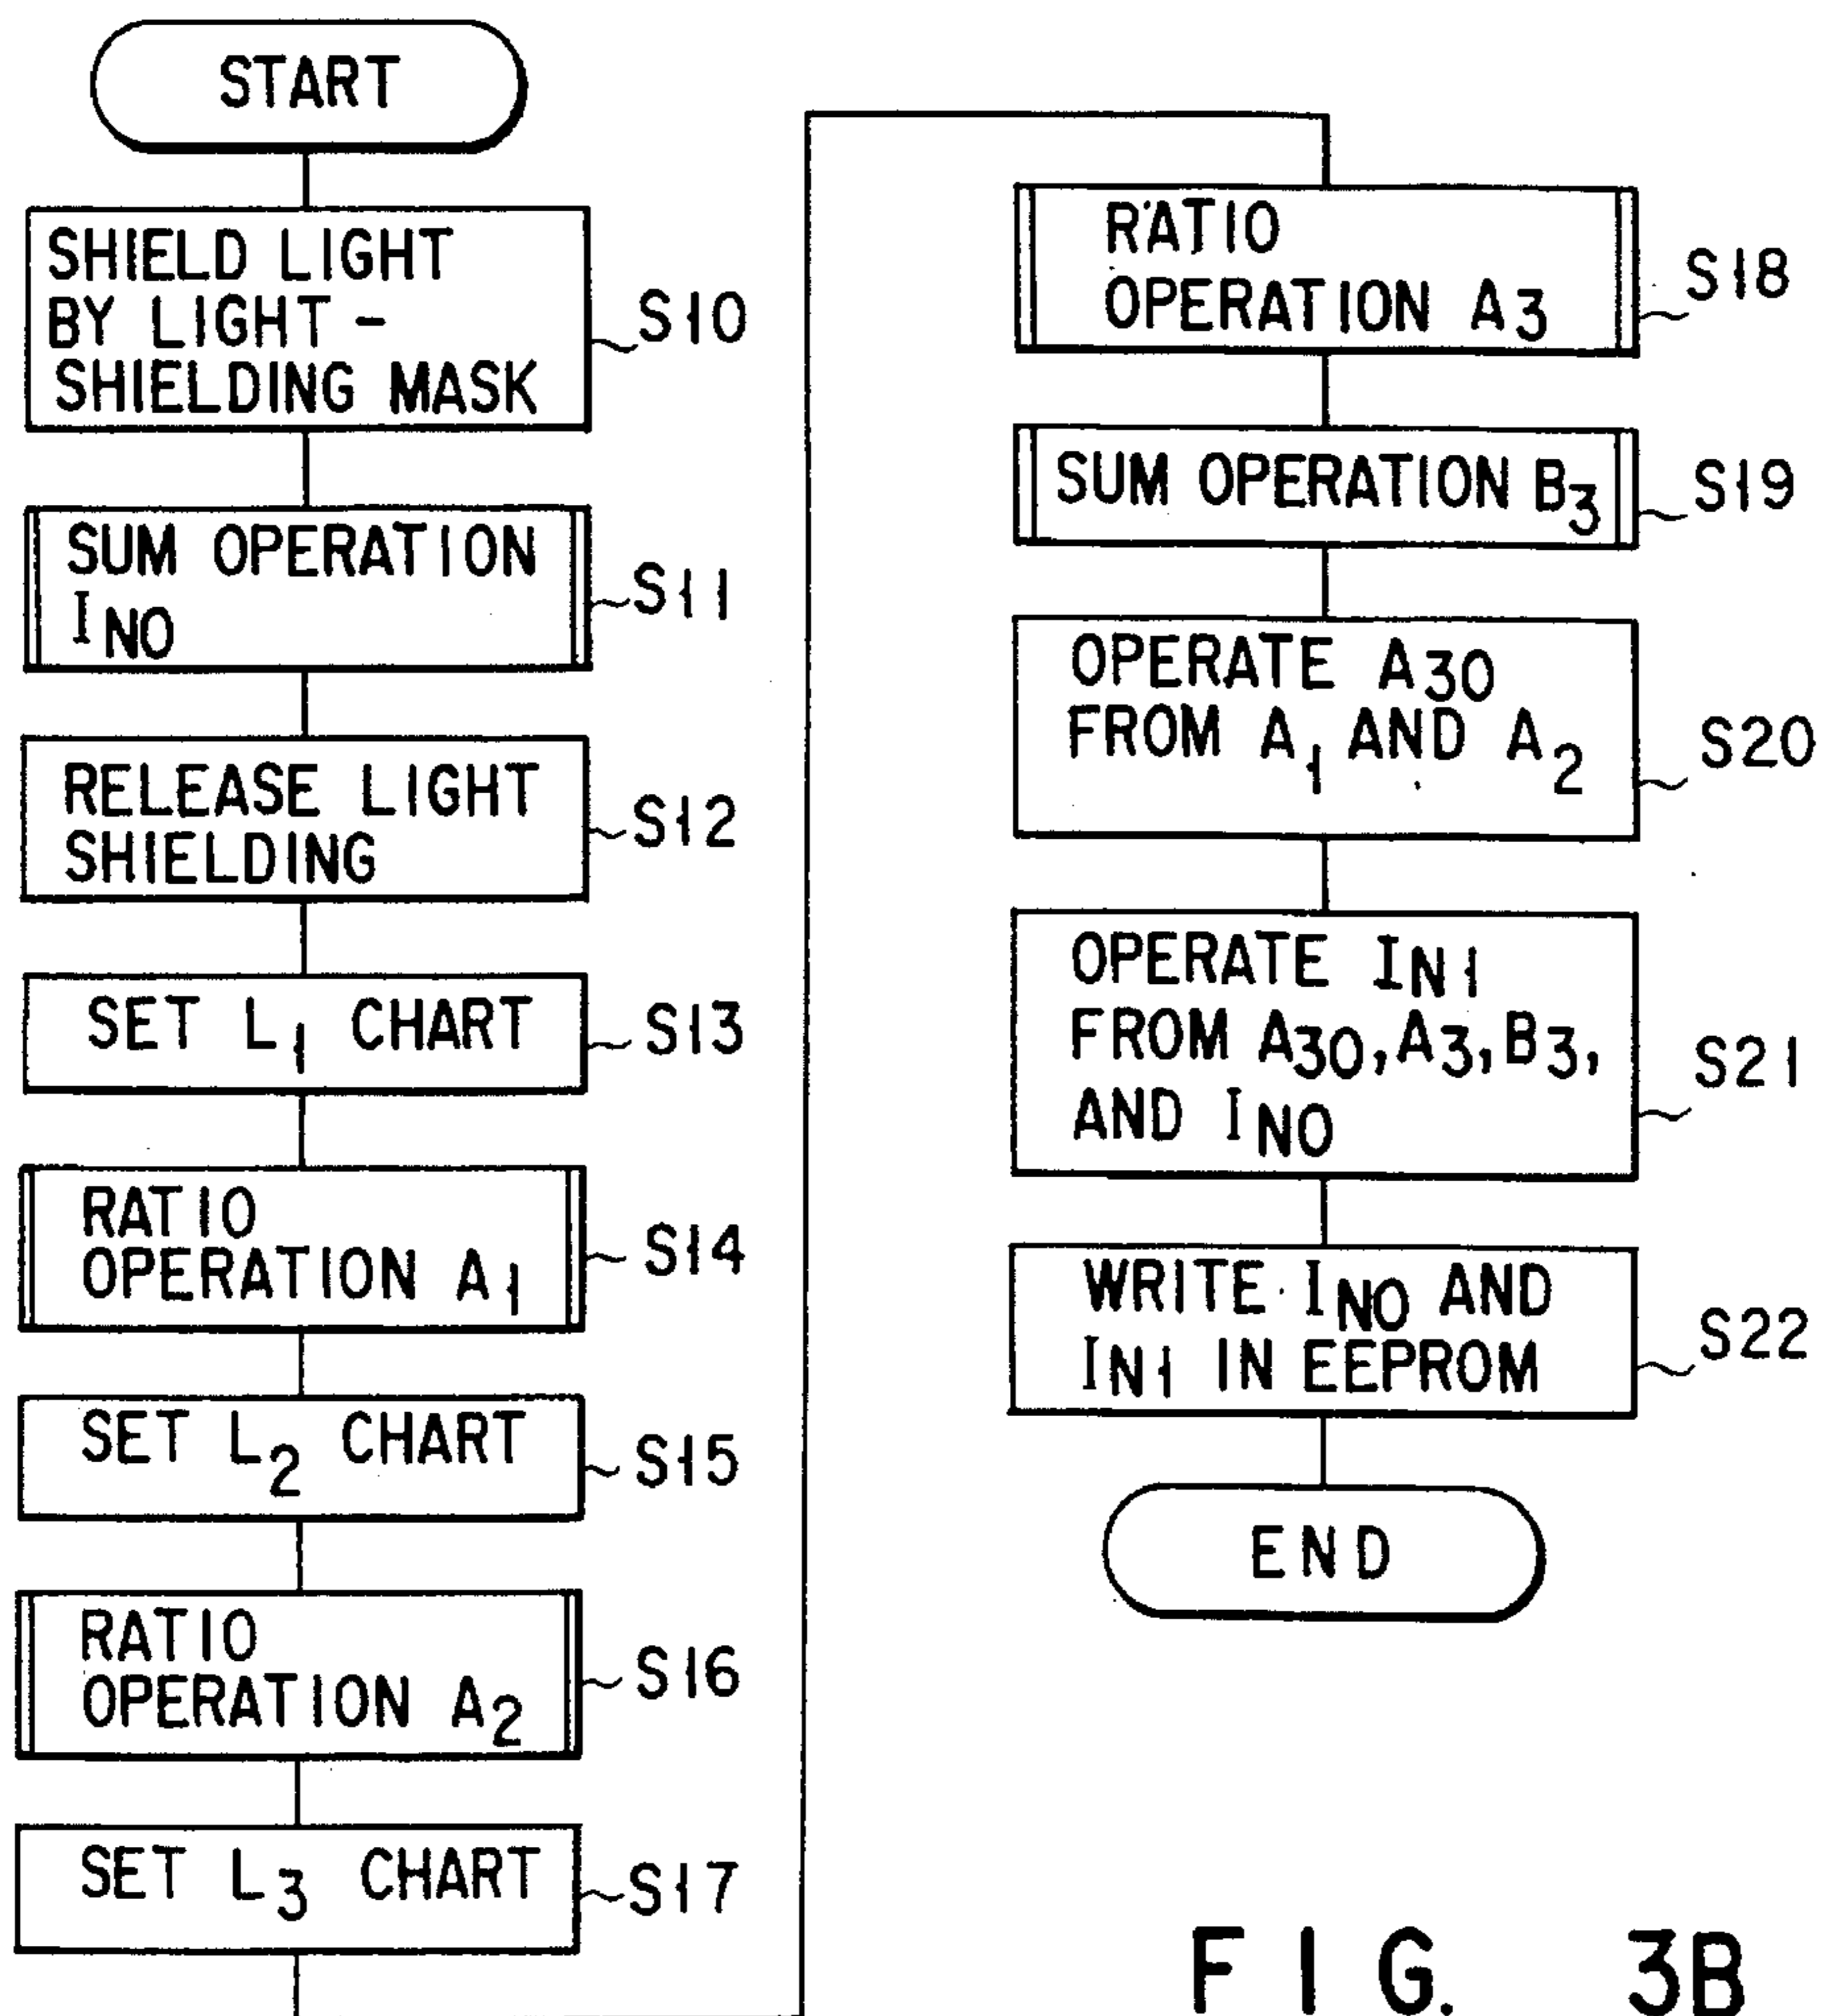 START
SHIELD LIGHT
BY LIGHT-
SHIELDING MASK
S10
SUM OPERATION
INO
S11
RELEASE LIGHT
SHIELDING
S12
SET L1 CHART
S13
RATIO
OPERATION A1
S14
SET L2 CHART
S15
RATIO
OPERATION A2
S16
SET L3 CHART
S17
RATIO
OPERATION A3
S18
SUM OPERATION B3
S19
OPERATE A30
FROM A1 AND A2
S20
OPERATE IN1
FROM A30, A3, B3,
AND INO
S21
WRITE INO AND
IN1 IN EEPROM
S22
END
FIG. 3B